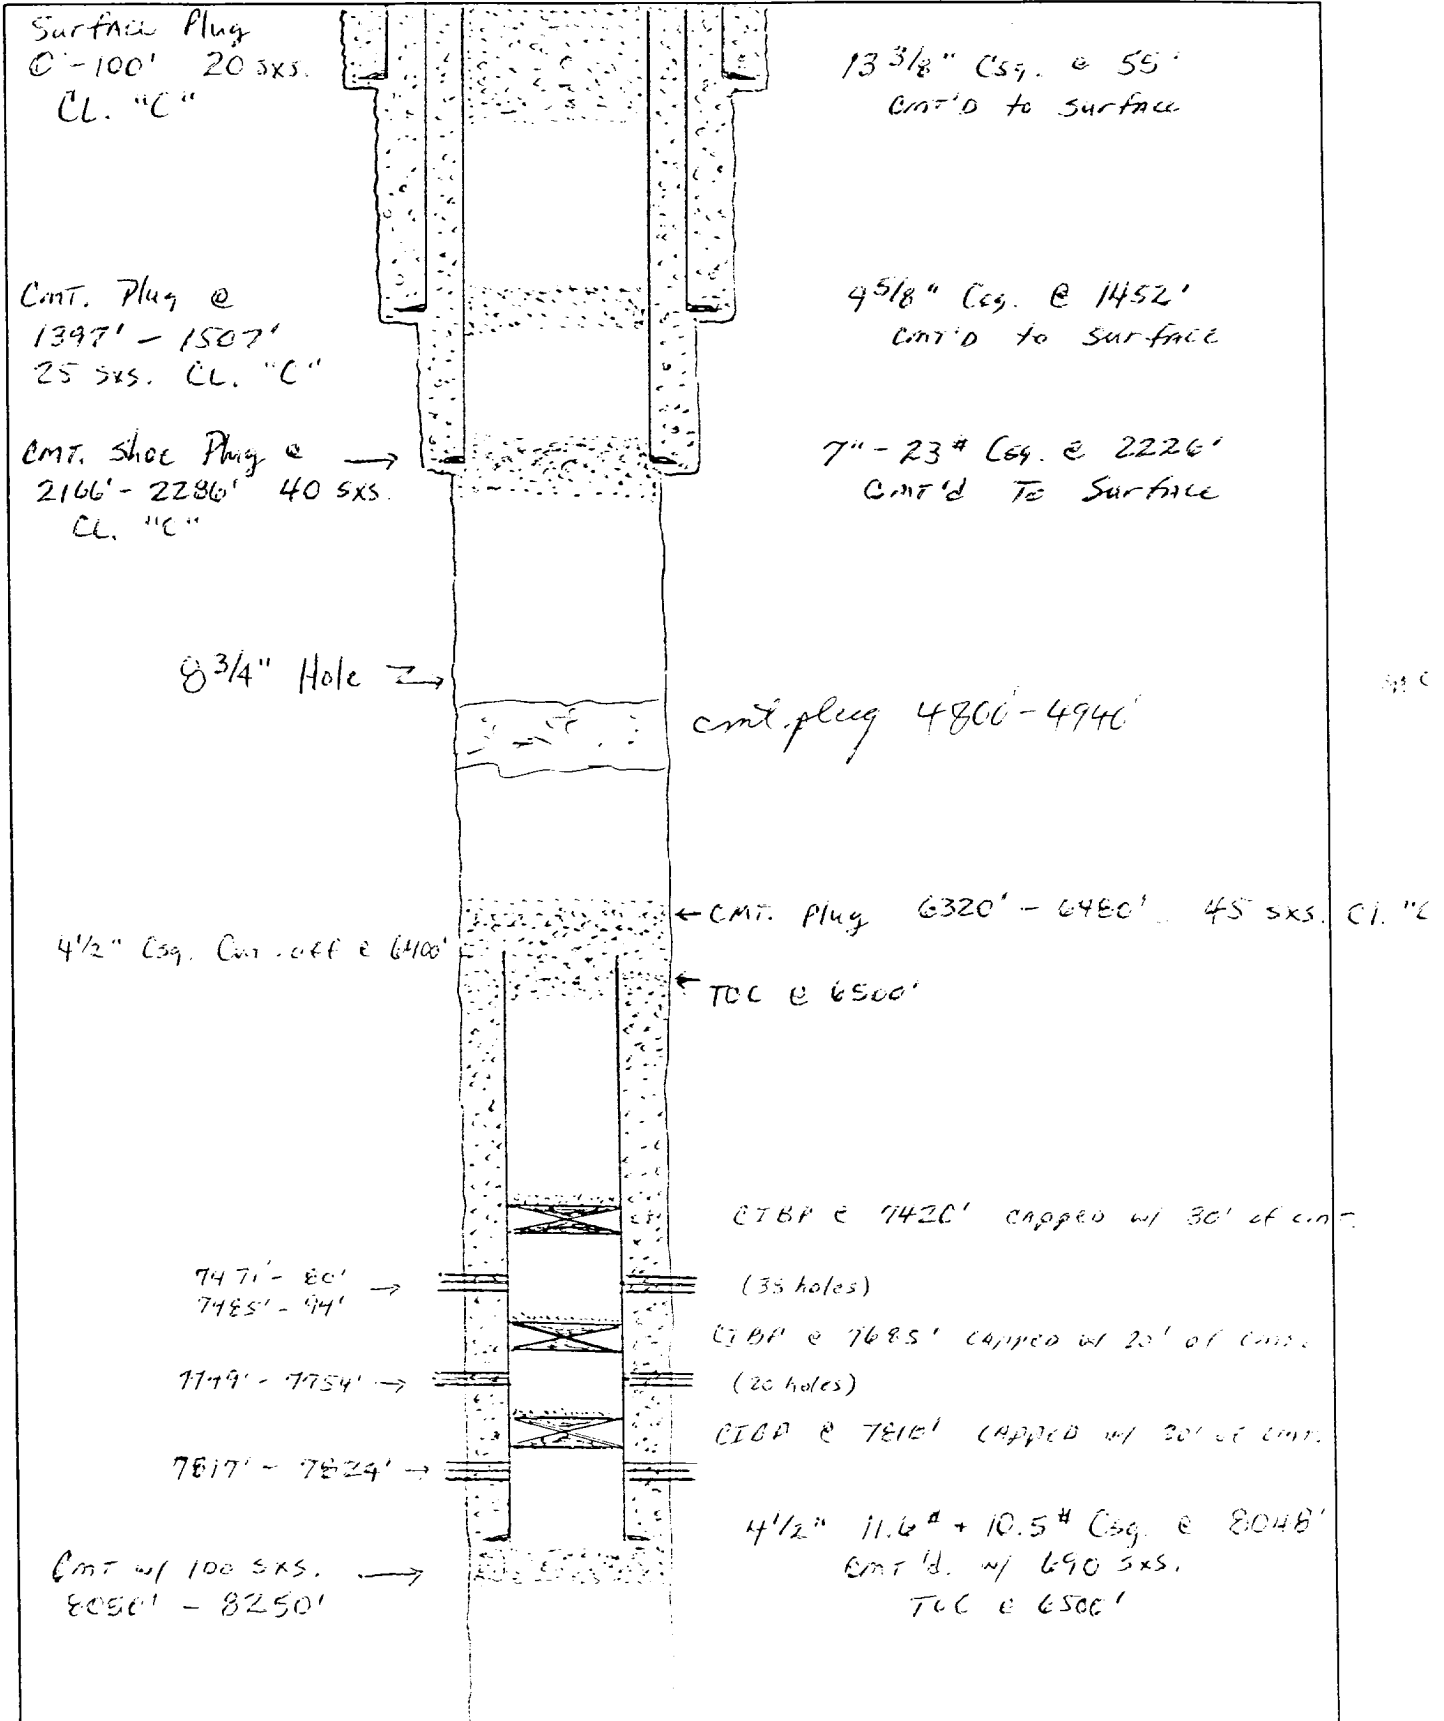 Surface Plug
0-100' 20 sxs.
CL. "C"
13 3/8" Csg. @ 55'
CMT'D to surface
CMT. Plug @
1397' - 1507'
25 sxs. CL. "C"
9 5/8" Csg. @ 1452'
CMT'D to surface
CMT. Shoe Plug @
2166' - 2286' 40 sxs.
CL. "C"
7" - 23# Csg. @ 2226'
CMT'd To Surface
8 3/4" Hole
cmt. plug 4800' - 4940'
CMT. Plug 6320' - 6480' 45 sxs. Cl. "C
4 1/2" Csg. Cut off @ 6400'
TOC @ 6500'
CIBP @ 7420' capped w/ 30' of cmt.
7471' - 80'
7485' - 94'
(38 holes)
CIBP @ 7685' capped w/ 20' of cmt.
7749' - 7754'
(20 holes)
CIBP @ 7810' capped w/ 20' of cmt.
7817' - 7824'
4 1/2" 11.6# + 10.5# Csg. @ 8048'
CMT'd. w/ 690 sxs.
TOC @ 6500'
CMT w/ 100 sxs.
8050' - 8250'